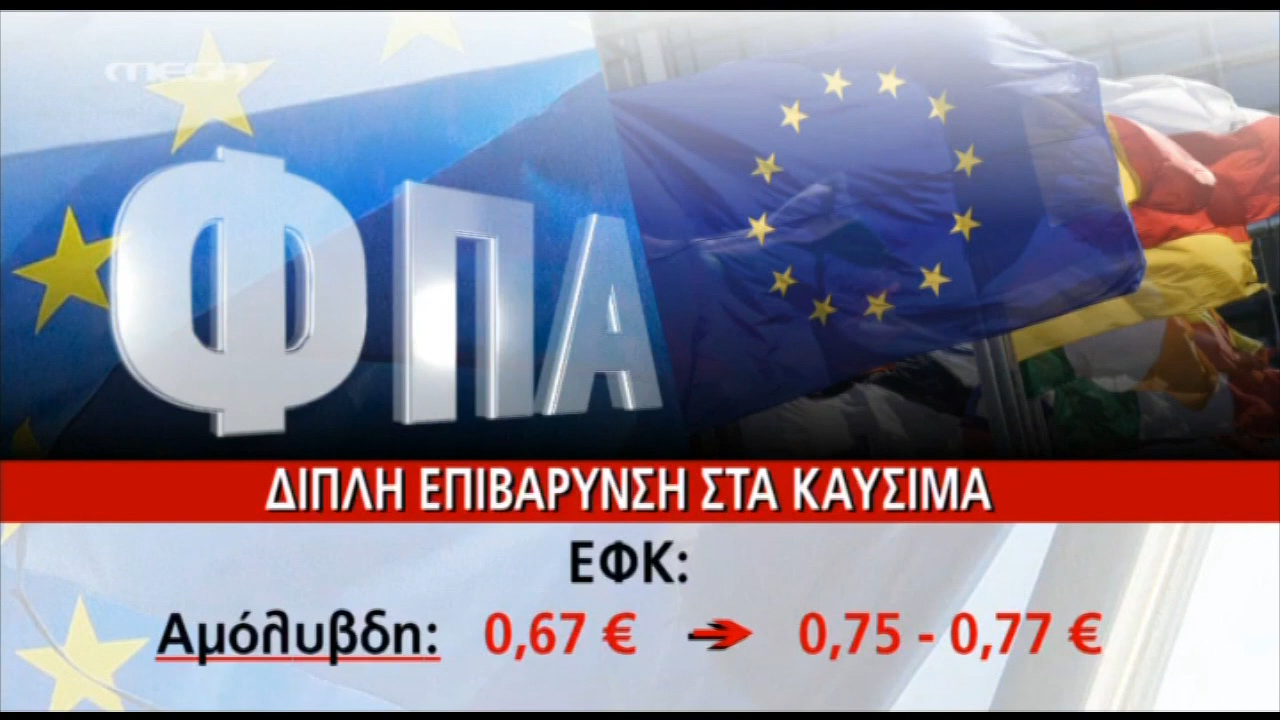 MEGA
ΦΠΑ
ΔΙΠΛΗ ΕΠΙΒΑΡΥΝΣΗ ΣΤΑ ΚΑΥΣΙΜΑ
ΕΦΚ:
Αμόλυβδη: 0,67 € ➔ 0,75 - 0,77 €